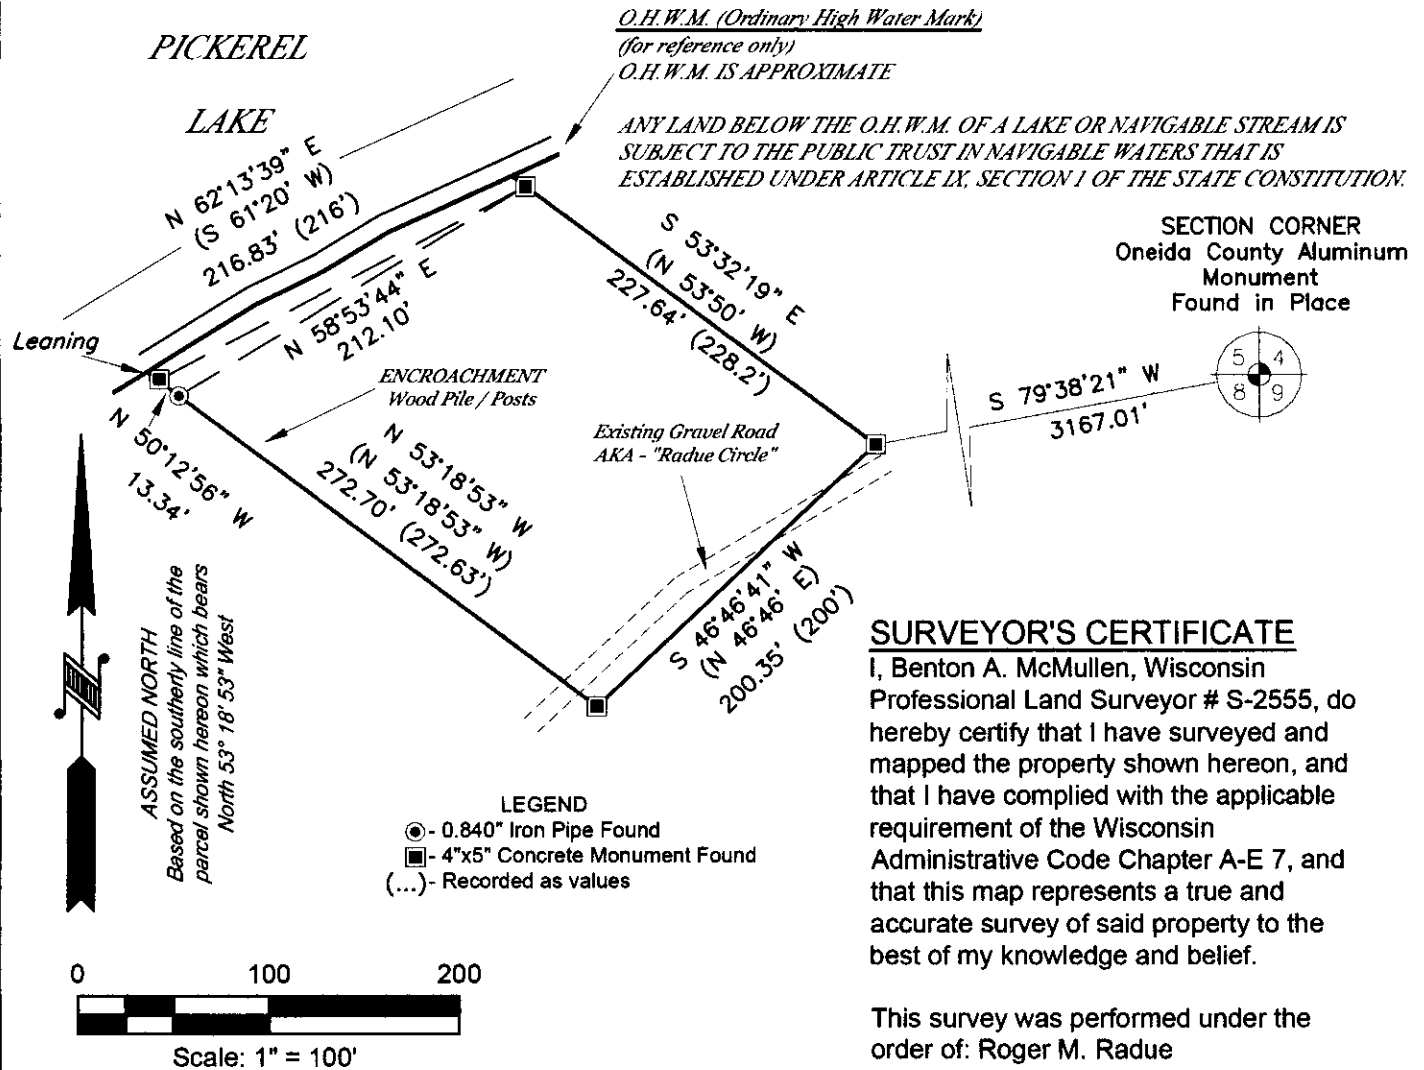 PICKEREL
LAKE
O.H.W.M. (Ordinary High Water Mark)
(for reference only)
O.H.W.M. IS APPROXIMATE
ANY LAND BELOW THE O.H.W.M. OF A LAKE OR NAVIGABLE STREAM IS
SUBJECT TO THE PUBLIC TRUST IN NAVIGABLE WATERS THAT IS
ESTABLISHED UNDER ARTICLE IX, SECTION 1 OF THE STATE CONSTITUTION.
N 62°13'39" E
(S 61°20' W)
216.83' (216')
S 53°32'19" E
(N 53°50' W)
227.64' (228.2')
SECTION CORNER
Oneida County Aluminum
Monument
Found in Place
5 4
8 9
S 79°38'21" W
3167.01'
Leaning
N 58°53'44" E
212.10'
ENCROACHMENT
Wood Pile / Posts
Existing Gravel Road
AKA - "Radue Circle"
N 50°12'56" W
13.34'
N 53°18'53" W
(N 53°18'53" W)
272.70' (272.63')
S 46°46'41" W
(N 46°46' E)
200.35' (200')
ASSUMED NORTH
Based on the southerly line of the
parcel shown hereon which bears
North 53° 18' 53" West
LEGEND
- 0.840" Iron Pipe Found
- 4"x5" Concrete Monument Found
(...)- Recorded as values
0 100 200
Scale: 1" = 100'
SURVEYOR'S CERTIFICATE
I, Benton A. McMullen, Wisconsin
Professional Land Surveyor # S-2555, do
hereby certify that I have surveyed and
mapped the property shown hereon, and
that I have complied with the applicable
requirement of the Wisconsin
Administrative Code Chapter A-E 7, and
that this map represents a true and
accurate survey of said property to the
best of my knowledge and belief.
This survey was performed under the
order of: Roger M. Radue